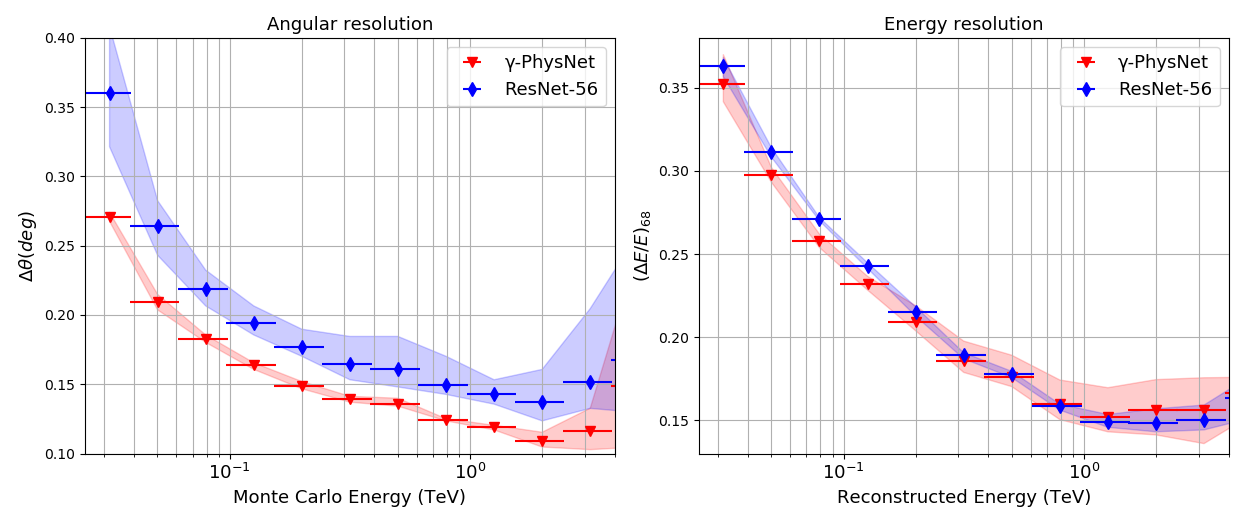 Angular resolution
0.40
0.35
0.30
0.25
0.20
0.15
0.10
Δθ(deg)
γ-PhysNet
ResNet-56
10⁻¹
10⁰
Monte Carlo Energy (TeV)
Energy resolution
0.35
0.30
0.25
0.20
0.15
(ΔE/E)₆₈
γ-PhysNet
ResNet-56
10⁻¹
10⁰
Reconstructed Energy (TeV)